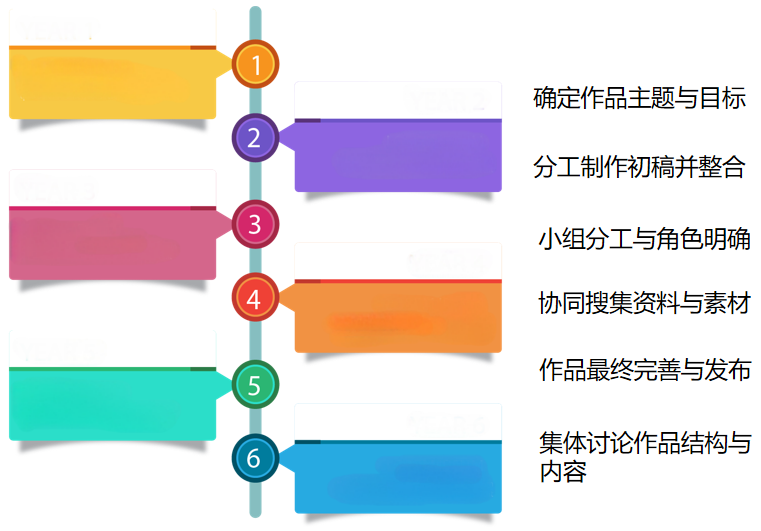 1
确定作品主题与目标
2
分工制作初稿并整合
3
小组分工与角色明确
4
协同搜集资料与素材
作品最终完善与发布
5
6
集体讨论作品结构与
内容